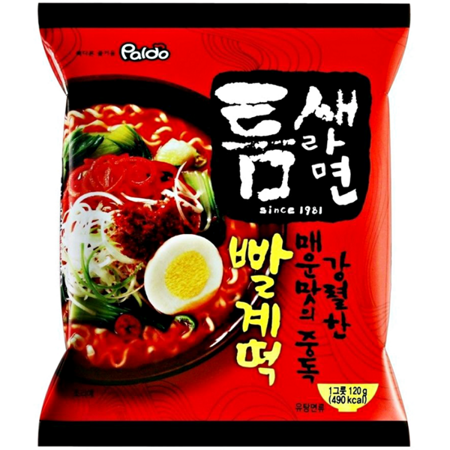 Paldo
틈새
라면
since 1981
빨계떡
강렬한
매운맛의 중독
1그릇 120g
(490 kcal)
유탕면류